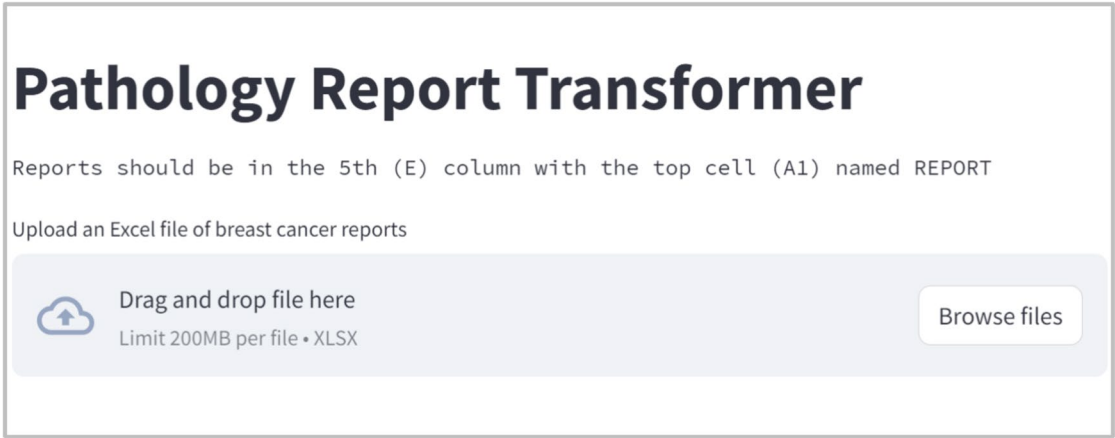 Pathology Report Transformer
Reports should be in the 5th (E) column with the top cell (A1) named REPORT
Upload an Excel file of breast cancer reports
Drag and drop file here
Limit 200MB per file • XLSX
Browse files